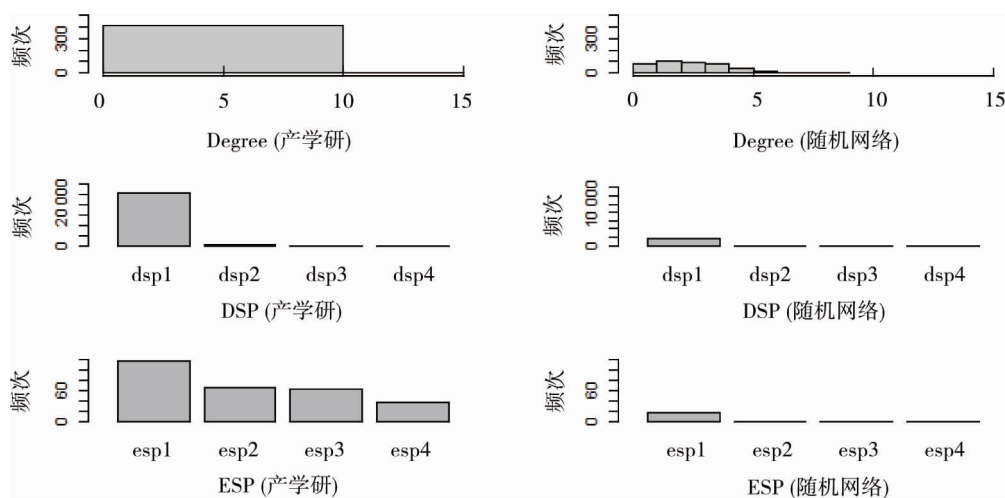 频次
300
0
0 5 10 15
Degree (产学研)
频次
300
0
0 5 10 15
Degree (随机网络)
频次
20 000
0
dsp1 dsp2 dsp3 dsp4
DSP (产学研)
频次
10 000
0
dsp1 dsp2 dsp3 dsp4
DSP (随机网络)
频次
60
0
esp1 esp2 esp3 esp4
ESP (产学研)
频次
60
0
esp1 esp2 esp3 esp4
ESP (随机网络)